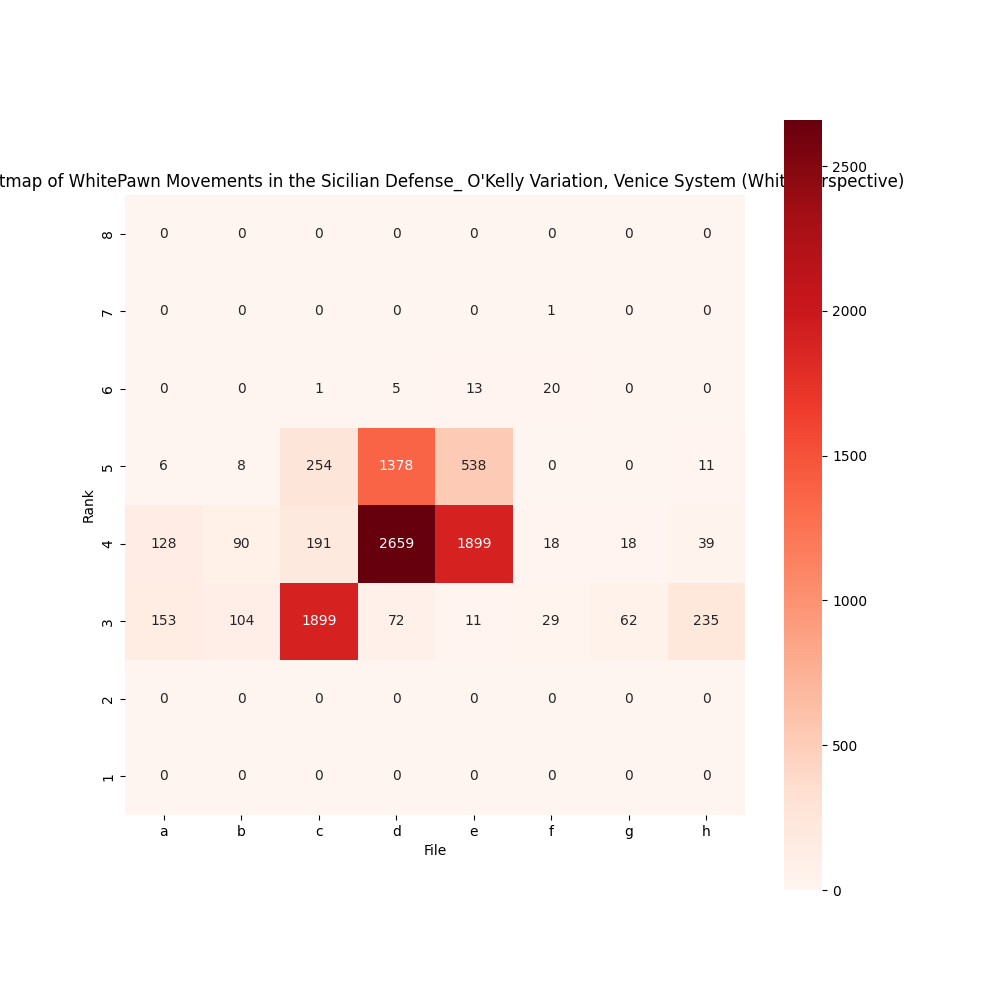 tmap of WhitePawn Movements in the Sicilian Defense_ O'Kelly Variation, Venice System (Whit rspective)
8 0 0 0 0 0 0 0 0
7 0 0 0 0 0 1 0 0
6 0 0 1 5 13 20 0 0
5 6 8 254 1378 538 0 0 11
Rank
4 128 90 191 2659 1899 18 18 39
3 153 104 1899 72 11 29 62 235
2 0 0 0 0 0 0 0 0
1 0 0 0 0 0 0 0 0
a b c d e f g h
File
2500
2000
1500
1000
500
0